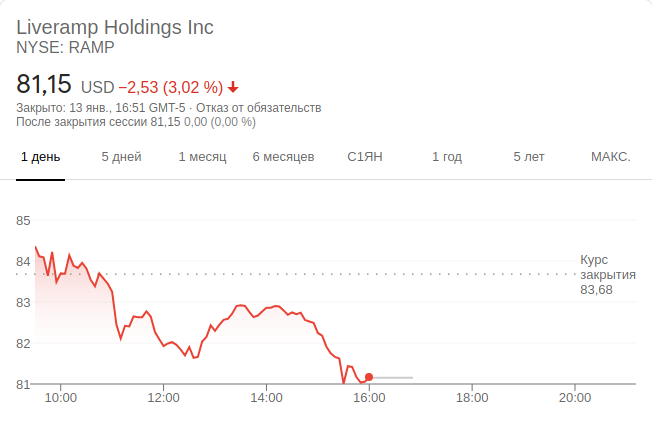 Liveramp Holdings Inc
NYSE: RAMP
81,15 USD −2,53 (3,02 %)
Закрыто: 13 янв., 16:51 GMT-5 · Отказ от обязательств
После закрытия сессии 81,15 0,00 (0,00 %)
1 день 5 дней 1 месяц 6 месяцев С1ЯН 1 год 5 лет МАКС.
85
84
83
82
81
Курс
закрытия
83,68
10:00 12:00 14:00 16:00 18:00 20:00